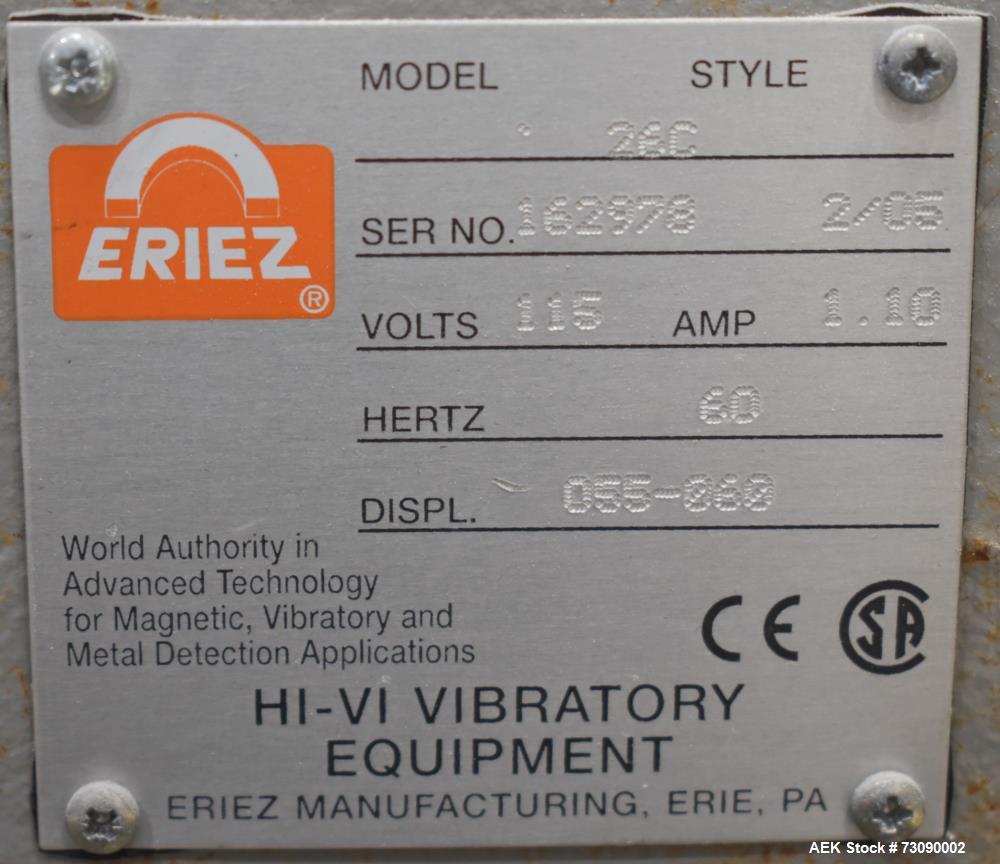 MODEL STYLE
26C
ERIEZ ®
SER NO. 162978 2/05
VOLTS 115 AMP 1.10
HERTZ 60
DISPL. 055-060
World Authority in
Advanced Technology
for Magnetic, Vibratory and
Metal Detection Applications
CE SA
HI-VI VIBRATORY
EQUIPMENT
ERIEZ MANUFACTURING, ERIE, PA
AEK Stock # 73090002